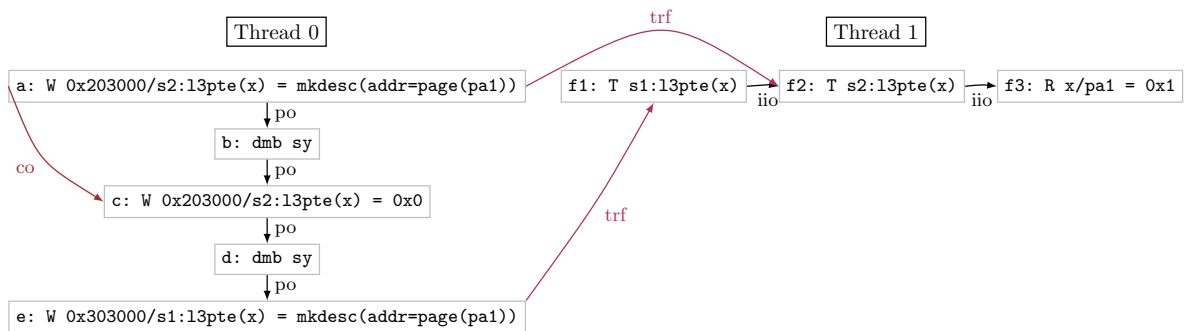 Thread 0
Thread 1
trf
a: W 0x203000/s2:l3pte(x) = mkdesc(addr=page(pa1))
f1: T s1:l3pte(x)
iio
f2: T s2:l3pte(x)
iio
f3: R x/pa1 = 0x1
po
b: dmb sy
po
co
c: W 0x203000/s2:l3pte(x) = 0x0
trf
po
d: dmb sy
po
e: W 0x303000/s1:l3pte(x) = mkdesc(addr=page(pa1))